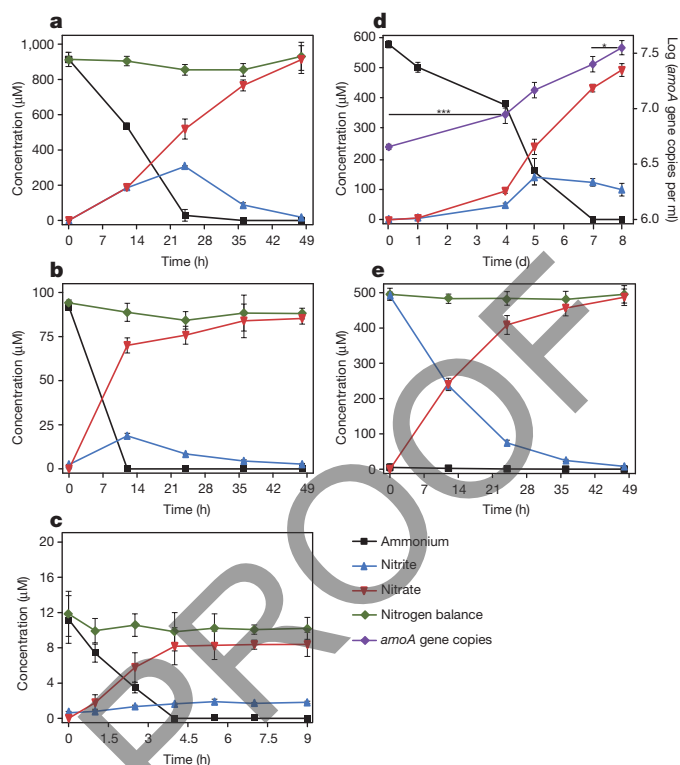 a
1,000
800
600
400
200
0
Concentration (μM)
0 7 14 21 28 35 42 49
Time (h)
d
600
500
400
300
200
100
0
Concentration (μM)
***
*
7.5
7.0
6.5
6.0
Log (amoA gene copies per ml)
0 1 2 3 4 5 6 7 8
Time (d)
b
100
75
50
25
0
Concentration (μM)
0 7 14 21 28 35 42 49
Time (h)
e
500
400
300
200
100
0
Concentration (μM)
0 7 14 21 28 35 42 49
Time (h)
c
20
16
12
8
4
0
Concentration (μM)
0 1.5 3 4.5 6 7.5 9
Time (h)
Ammonium
Nitrite
Nitrate
Nitrogen balance
amoA gene copies
PROOF